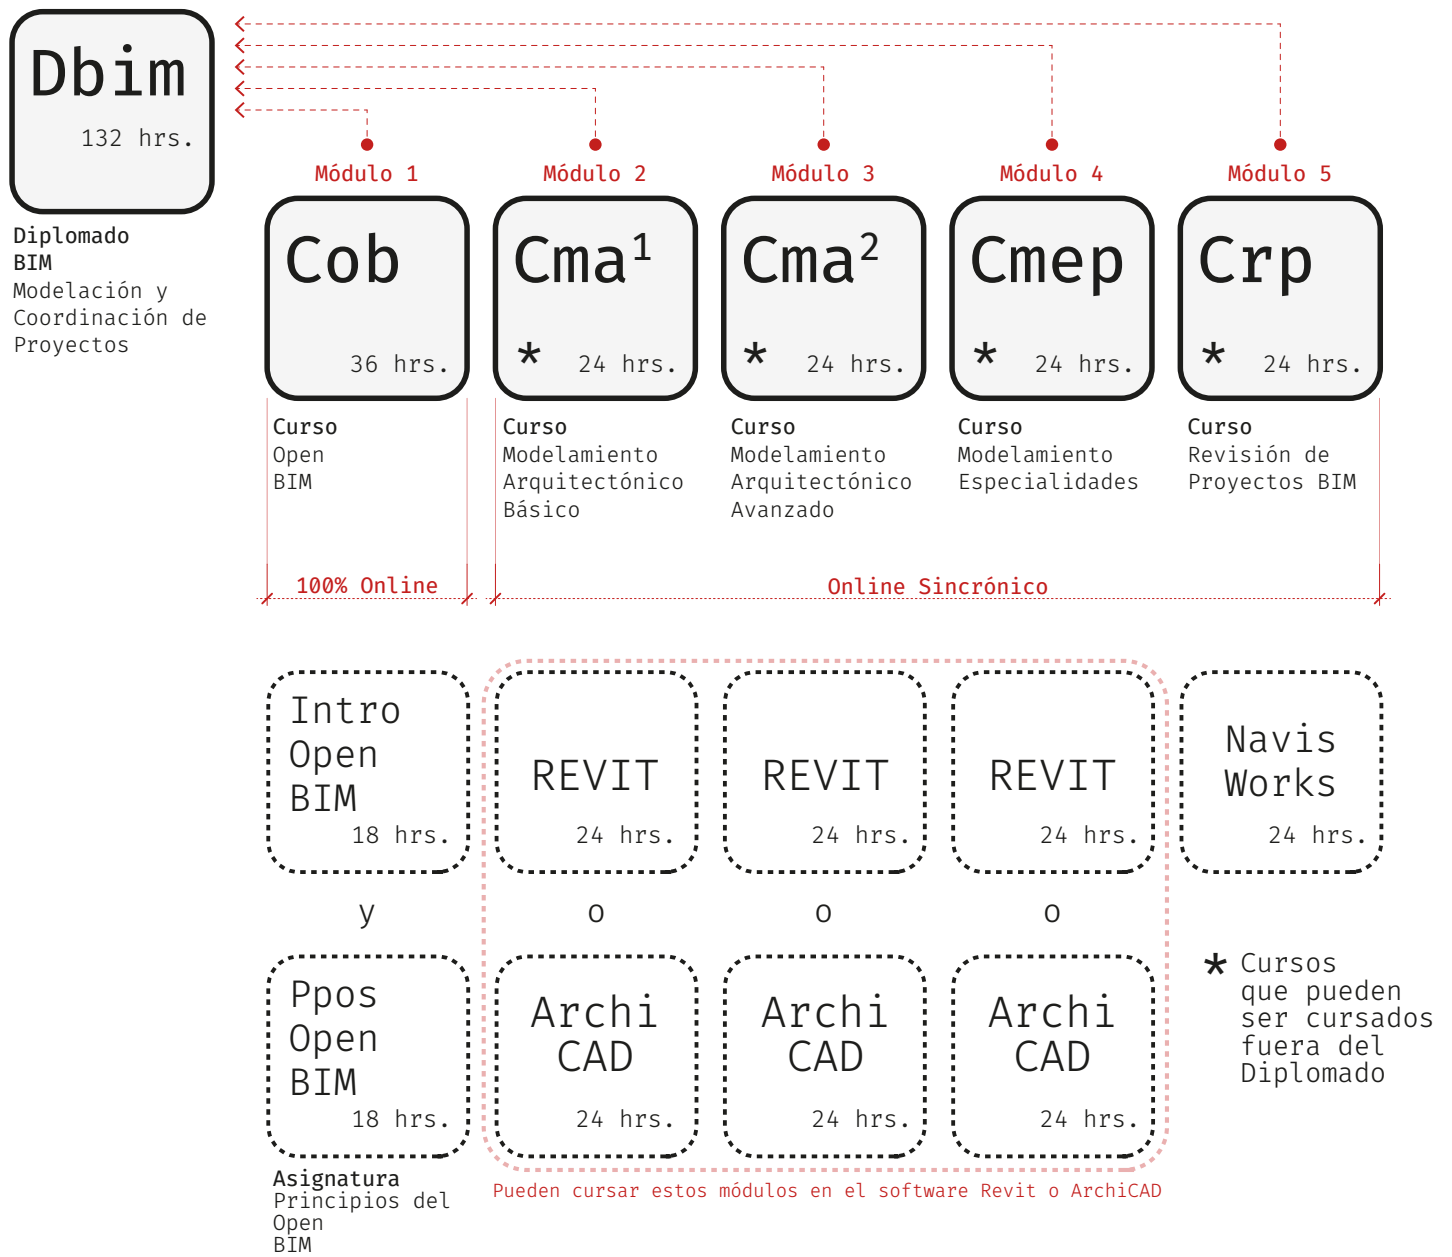 Dbim
132 hrs.
Diplomado
BIM
Modelación y
Coordinación de
Proyectos
Módulo 1
Cob
36 hrs.
Curso
Open
BIM
Módulo 2
Cma¹
* 24 hrs.
Curso
Modelamiento
Arquitectónico
Básico
Módulo 3
Cma²
* 24 hrs.
Curso
Modelamiento
Arquitectónico
Avanzado
Módulo 4
Cmep
* 24 hrs.
Curso
Modelamiento
Especialidades
Módulo 5
Crp
* 24 hrs.
Curso
Revisión de
Proyectos BIM
100% Online
Online Sincrónico
Intro
Open
BIM
18 hrs.
y
Ppos
Open
BIM
18 hrs.
Asignatura
Principios del
Open
BIM
REVIT
24 hrs.
o
Archi
CAD
24 hrs.
REVIT
24 hrs.
o
Archi
CAD
24 hrs.
REVIT
24 hrs.
o
Archi
CAD
24 hrs.
Pueden cursar estos módulos en el software Revit o ArchiCAD
Navis
Works
24 hrs.
* Cursos
que pueden
ser cursados
fuera del
Diplomado